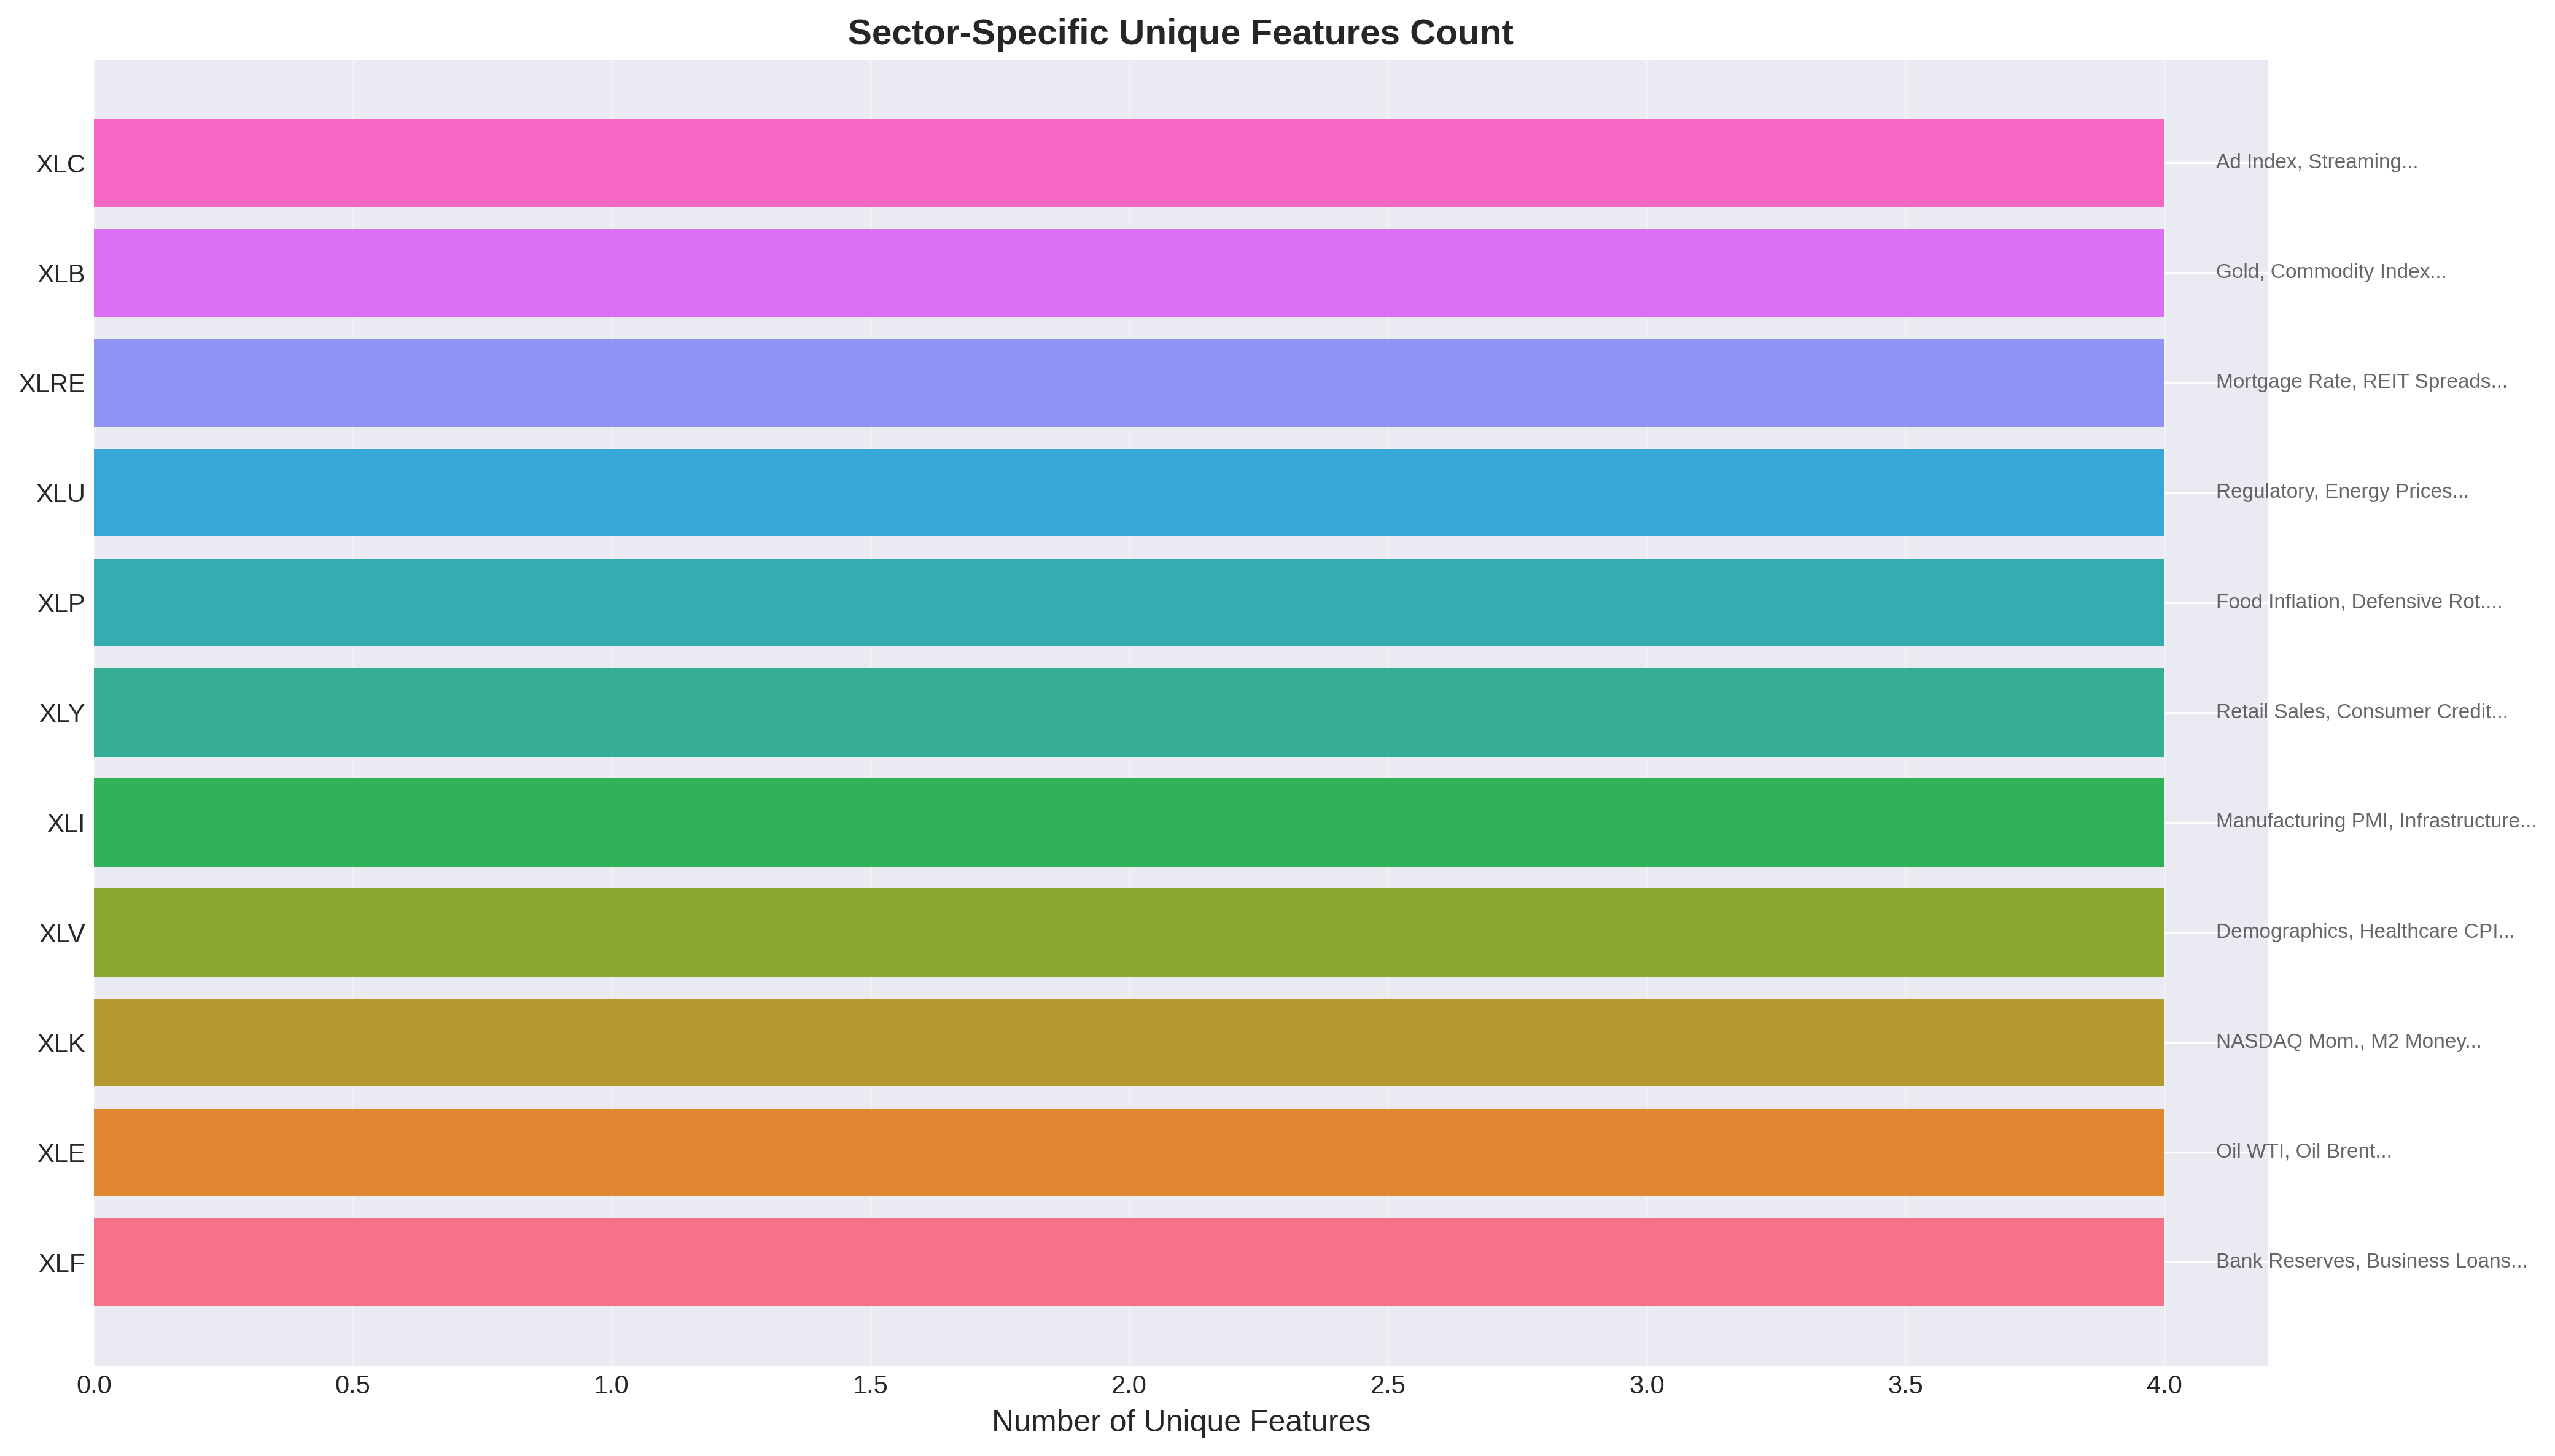 Sector-Specific Unique Features Count
XLC
Ad Index, Streaming...
XLB
Gold, Commodity Index...
XLRE
Mortgage Rate, REIT Spreads...
XLU
Regulatory, Energy Prices...
XLP
Food Inflation, Defensive Rot....
XLY
Retail Sales, Consumer Credit...
XLI
Manufacturing PMI, Infrastructure...
XLV
Demographics, Healthcare CPI...
XLK
NASDAQ Mom., M2 Money...
XLE
Oil WTI, Oil Brent...
XLF
Bank Reserves, Business Loans...
0.0 0.5 1.0 1.5 2.0 2.5 3.0 3.5 4.0
Number of Unique Features